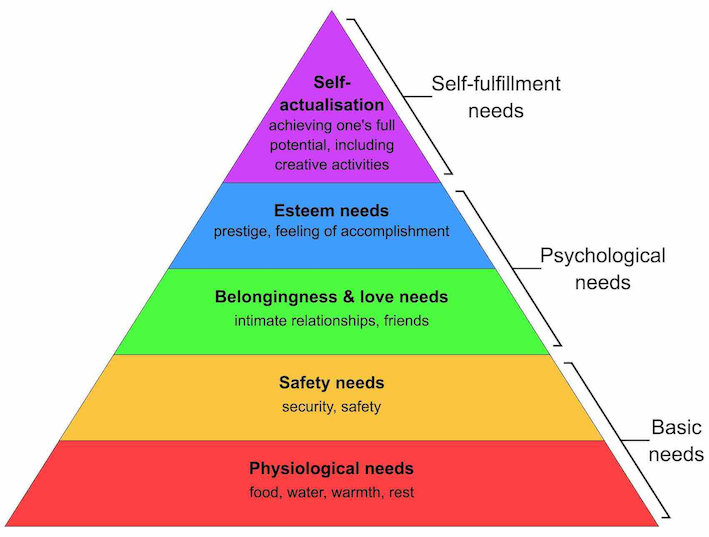 Self-
actualisation
achieving one's full
potential, including
creative activities
Self-fulfillment
needs
Esteem needs
prestige, feeling of accomplishment
Psychological
needs
Belongingness & love needs
intimate relationships, friends
Safety needs
security, safety
Basic
needs
Physiological needs
food, water, warmth, rest